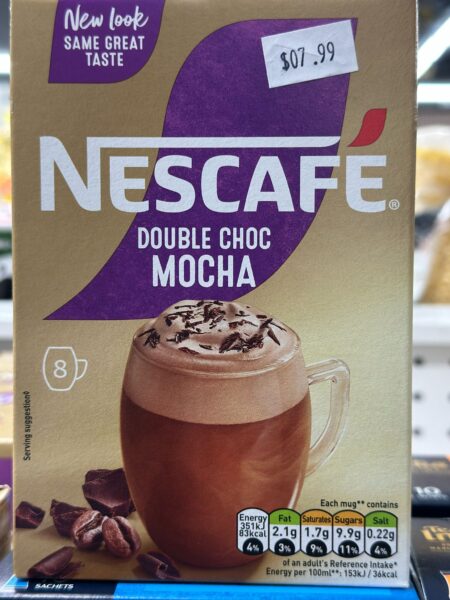 New look
SAME GREAT
TASTE
$07.99
NESCAFÉ®
DOUBLE CHOC
MOCHA
8
Serving suggestion◊
Each mug** contains
Energy
351kJ
83kcal
4%
Fat
2.1g
3%
Saturates
1.7g
9%
Sugars
9.9g
11%
Salt
0.22g
4%
of an adult's Reference Intake*
Energy per 100ml**: 153kJ / 36kcal
SACHETS
10